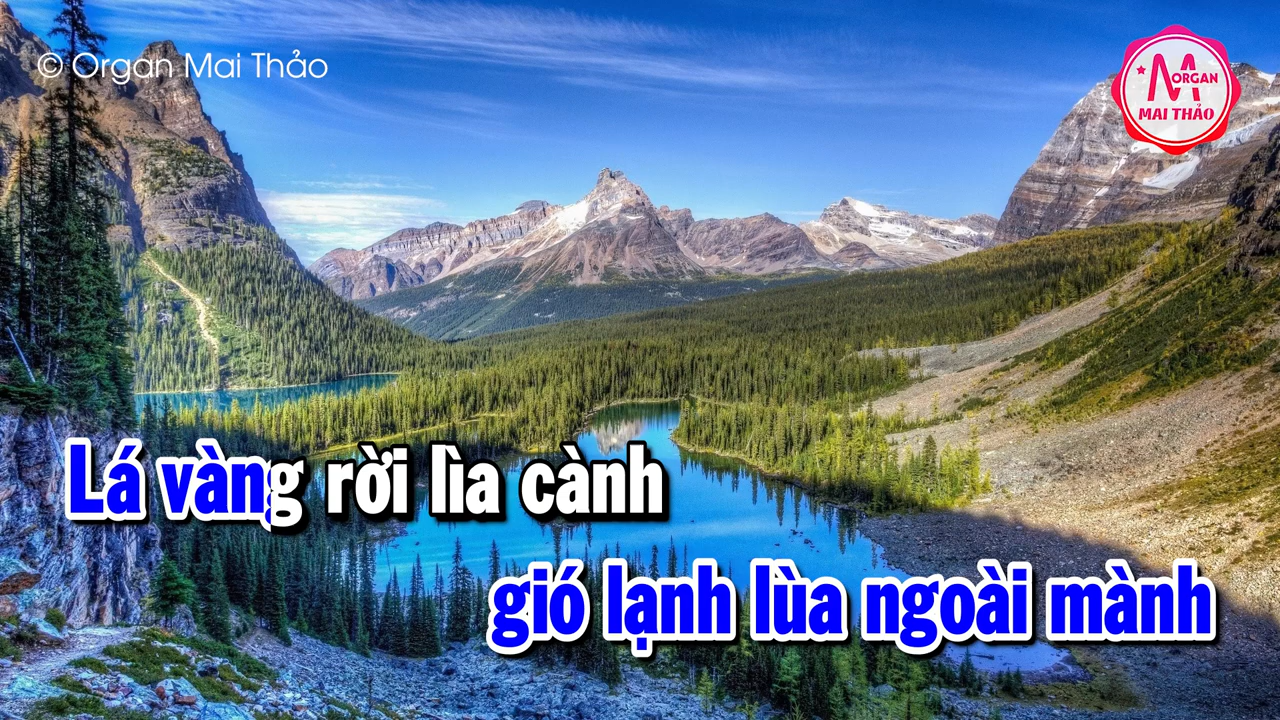 © Organ Mai Thảo
M ORGAN
MAI THẢO
Lá vàng rời lìa cành
gió lạnh lùa ngoài mành